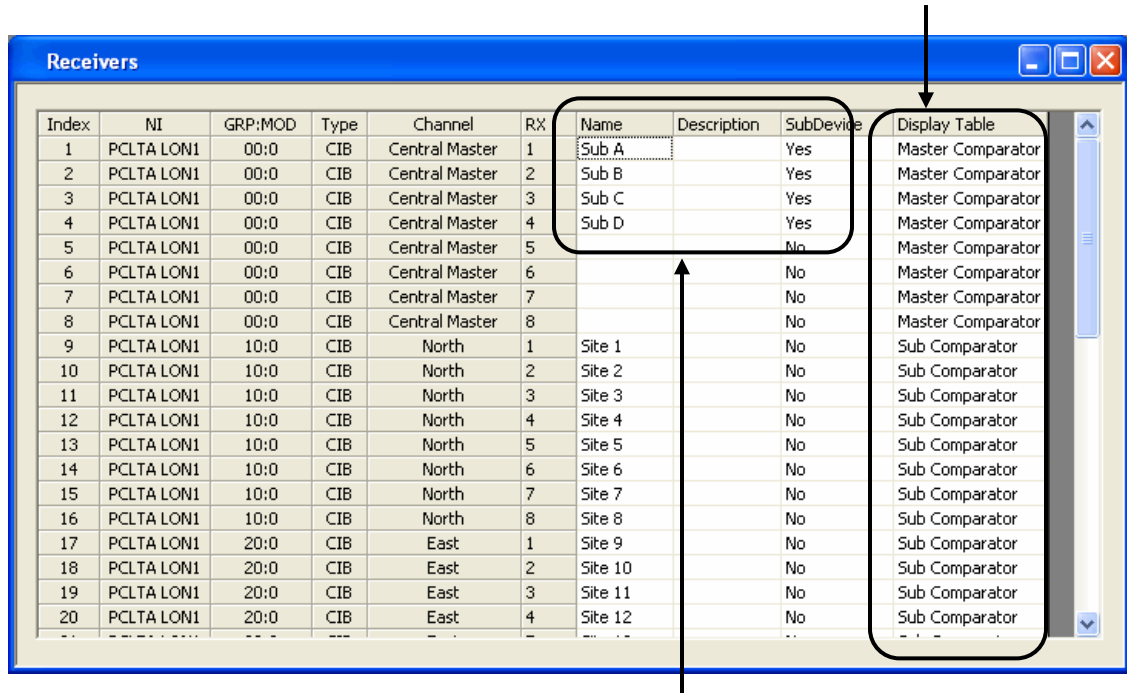 Receivers
Index NI GRP:MOD Type Channel RX Name Description SubDevice Display Table
1 PCLTA LON1 00:0 CIB Central Master 1 Sub A Yes Master Comparator
2 PCLTA LON1 00:0 CIB Central Master 2 Sub B Yes Master Comparator
3 PCLTA LON1 00:0 CIB Central Master 3 Sub C Yes Master Comparator
4 PCLTA LON1 00:0 CIB Central Master 4 Sub D Yes Master Comparator
5 PCLTA LON1 00:0 CIB Central Master 5 No Master Comparator
6 PCLTA LON1 00:0 CIB Central Master 6 No Master Comparator
7 PCLTA LON1 00:0 CIB Central Master 7 No Master Comparator
8 PCLTA LON1 00:0 CIB Central Master 8 No Master Comparator
9 PCLTA LON1 10:0 CIB North 1 Site 1 No Sub Comparator
10 PCLTA LON1 10:0 CIB North 2 Site 2 No Sub Comparator
11 PCLTA LON1 10:0 CIB North 3 Site 3 No Sub Comparator
12 PCLTA LON1 10:0 CIB North 4 Site 4 No Sub Comparator
13 PCLTA LON1 10:0 CIB North 5 Site 5 No Sub Comparator
14 PCLTA LON1 10:0 CIB North 6 Site 6 No Sub Comparator
15 PCLTA LON1 10:0 CIB North 7 Site 7 No Sub Comparator
16 PCLTA LON1 10:0 CIB North 8 Site 8 No Sub Comparator
17 PCLTA LON1 20:0 CIB East 1 Site 9 No Sub Comparator
18 PCLTA LON1 20:0 CIB East 2 Site 10 No Sub Comparator
19 PCLTA LON1 20:0 CIB East 3 Site 11 No Sub Comparator
20 PCLTA LON1 20:0 CIB East 4 Site 12 No Sub Comparator